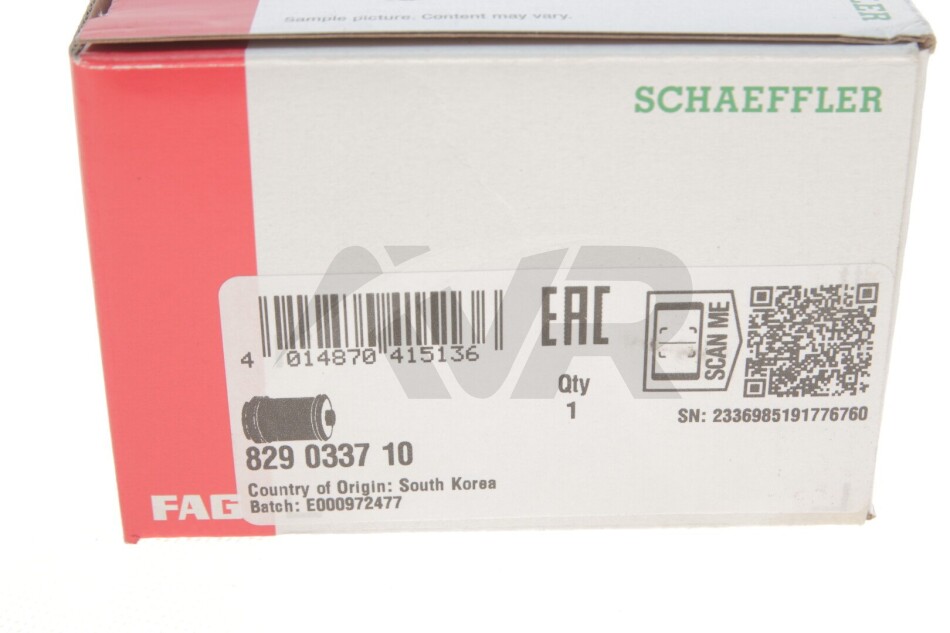 Sample picture. Content may vary.
SCHAEFFLER
4 014870 415136
EAC
SCAN ME
Qty
1
SN: 2336985191776760
829 0337 10
Country of Origin: South Korea
Batch: E000972477
FAG